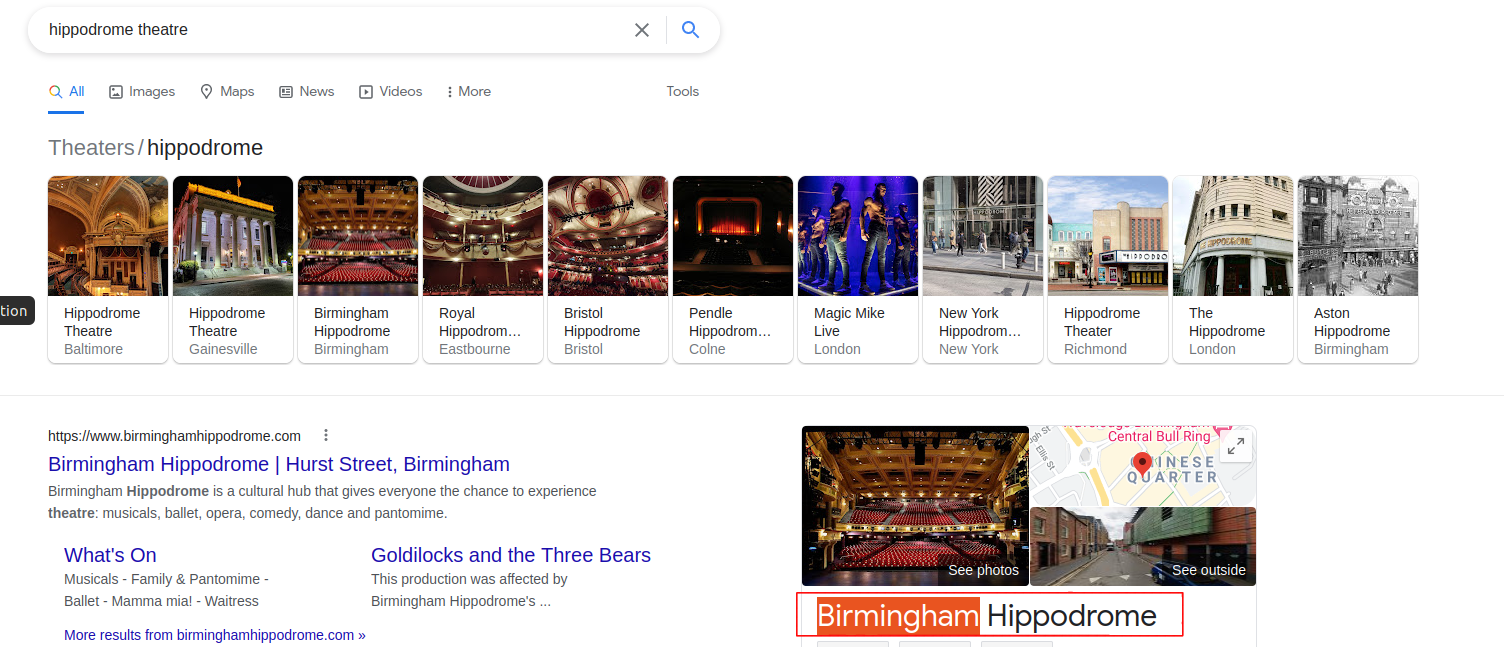 hippodrome theatre
All
Images
Maps
News
Videos
More
Tools
Theaters/hippodrome
tion
Hippodrome
Theatre
Baltimore
Hippodrome
Theatre
Gainesville
Birmingham
Hippodrome
Birmingham
Royal
Hippodrom…
Eastbourne
Bristol
Hippodrome
Bristol
Pendle
Hippodrom…
Colne
Magic Mike
Live
London
HIPPODROME
New York
Hippodrom…
New York
HIPPODRO
Hippodrome
Theater
Richmond
HIPPODROME
The
Hippodrome
London
Aston
Hippodrome
Birmingham
https://www.birminghamhippodrome.com
Birmingham Hippodrome | Hurst Street, Birmingham
Birmingham Hippodrome is a cultural hub that gives everyone the chance to experience
theatre: musicals, ballet, opera, comedy, dance and pantomime.
What's On
Musicals - Family & Pantomime -
Ballet - Mamma mia! - Waitress
Goldilocks and the Three Bears
This production was affected by
Birmingham Hippodrome's ...
More results from birminghamhippodrome.com »
See photos
Central Bull Ring
Ellis St
CHINESE
QUARTER
See outside
Birmingham Hippodrome